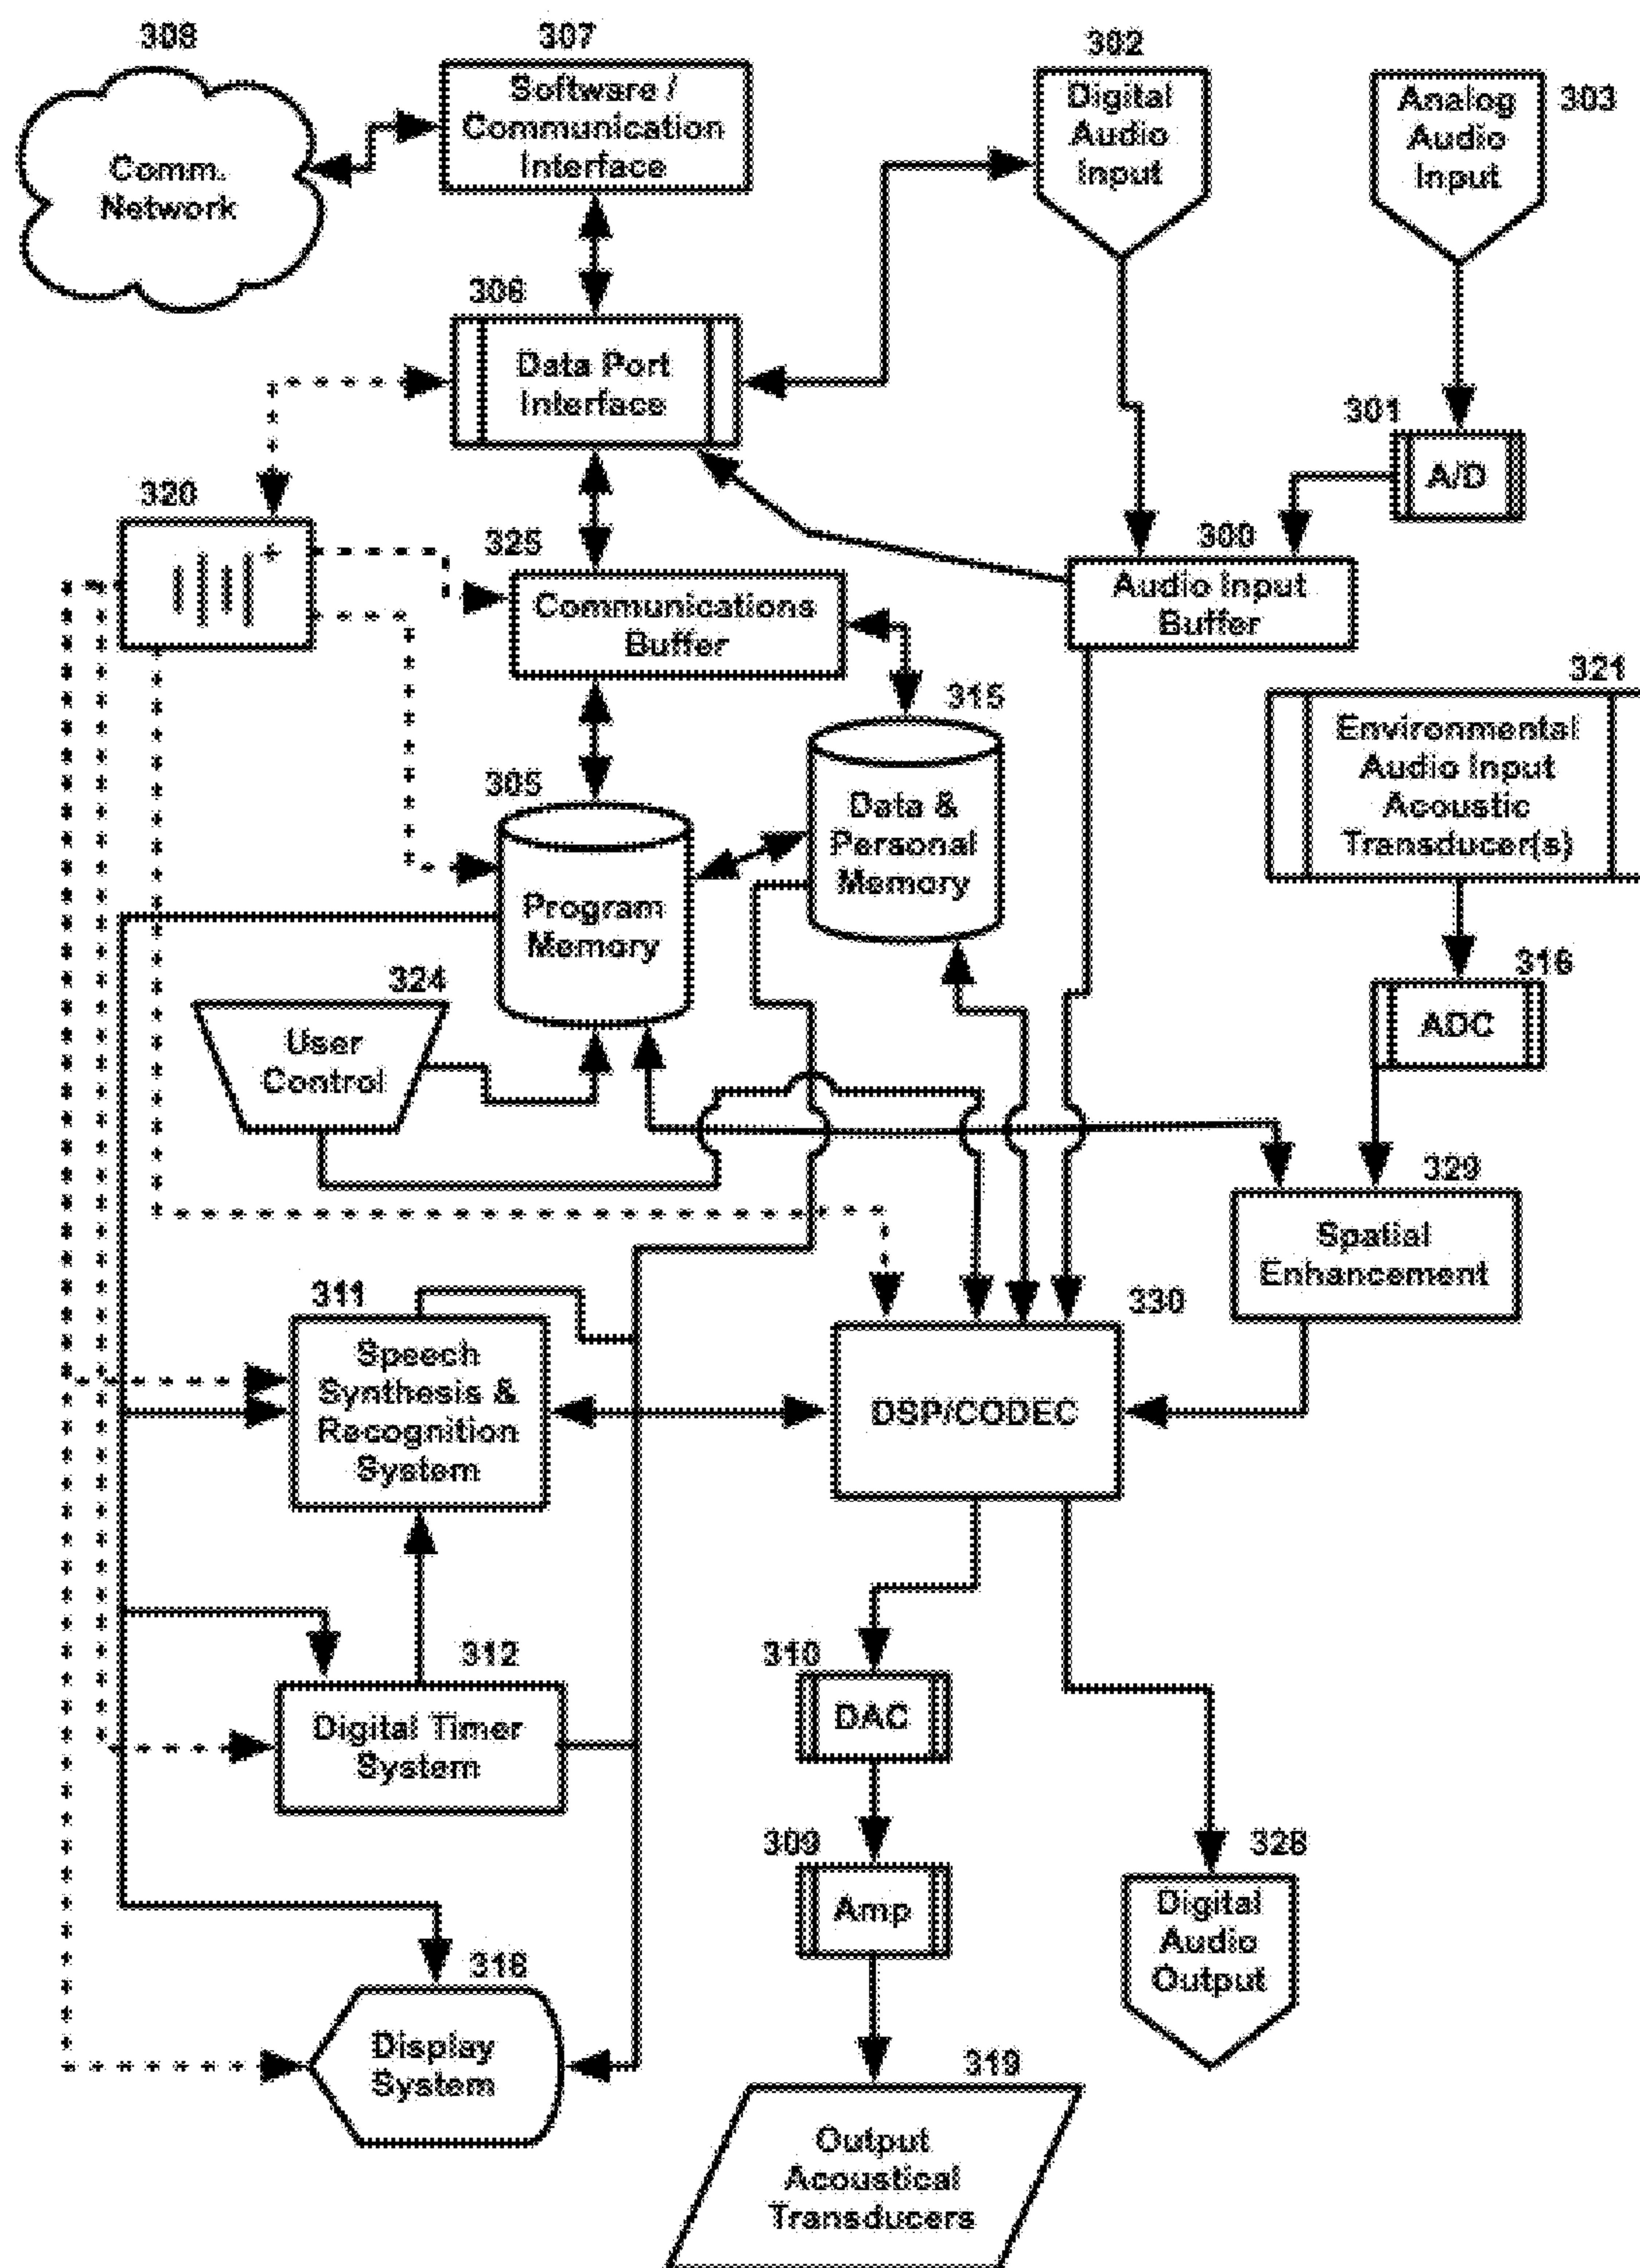 308
307
302
Software /
Communication
Interface
Digital
Audio
Input
Analog
Audio
Input
303
Comm.
Network
306
Data Port
Interface
301
A/D
320
+
325
Communications
Buffer
300
Audio Input
Buffer
321
315
Environmental
Audio Input
Acoustic
Transducer(s)
305
Data &
Personal
Memory
Program
Memory
324
User
Control
316
ADC
329
Spatial
Enhancement
311
330
Speech
Synthesis &
Recognition
System
DSP/CODEC
312
Digital Timer
System
310
DAC
309
Amp
328
Digital
Audio
Output
318
Display
System
319
Output
Acoustical
Transducers